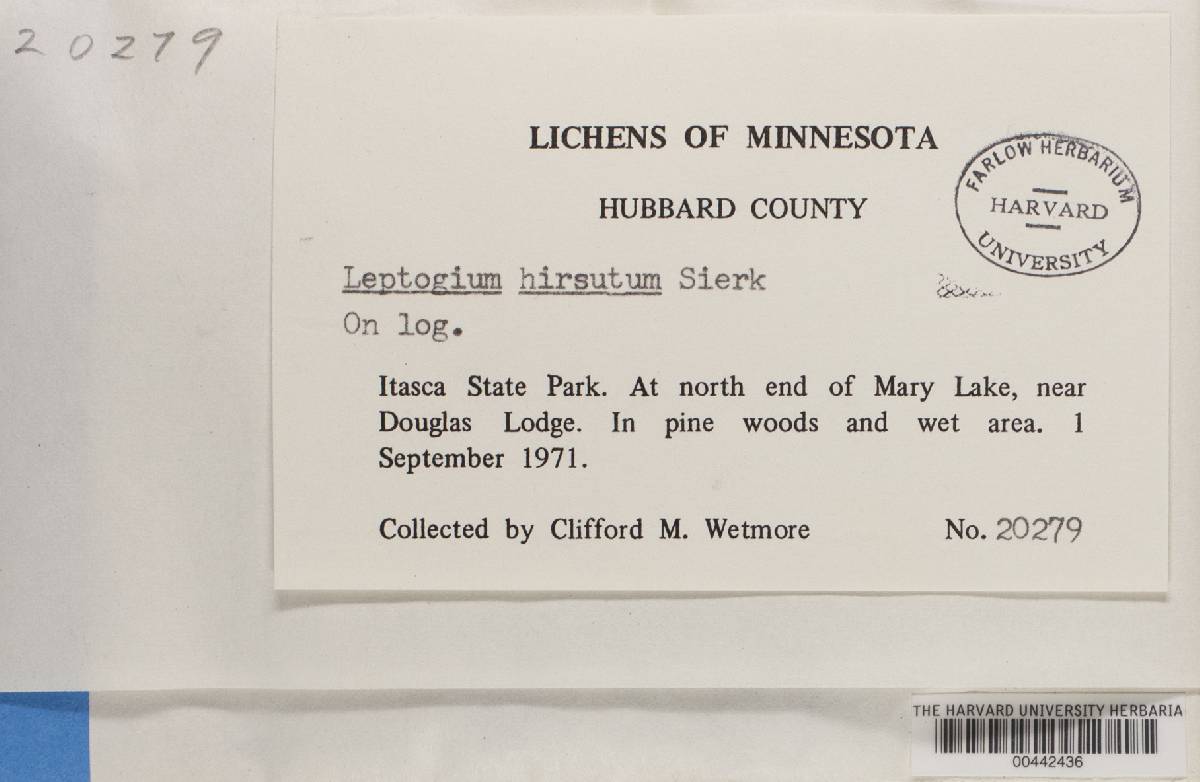 20279
LICHENS OF MINNESOTA
FARLOW HERBARIUM
HARVARD
UNIVERSITY
HUBBARD COUNTY
Leptogium hirsutum Sierk
On log.
Itasca State Park. At north end of Mary Lake, near
Douglas Lodge. In pine woods and wet area. 1
September 1971.
Collected by Clifford M. Wetmore No. 20279
THE HARVARD UNIVERSITY HERBARIA
00442436